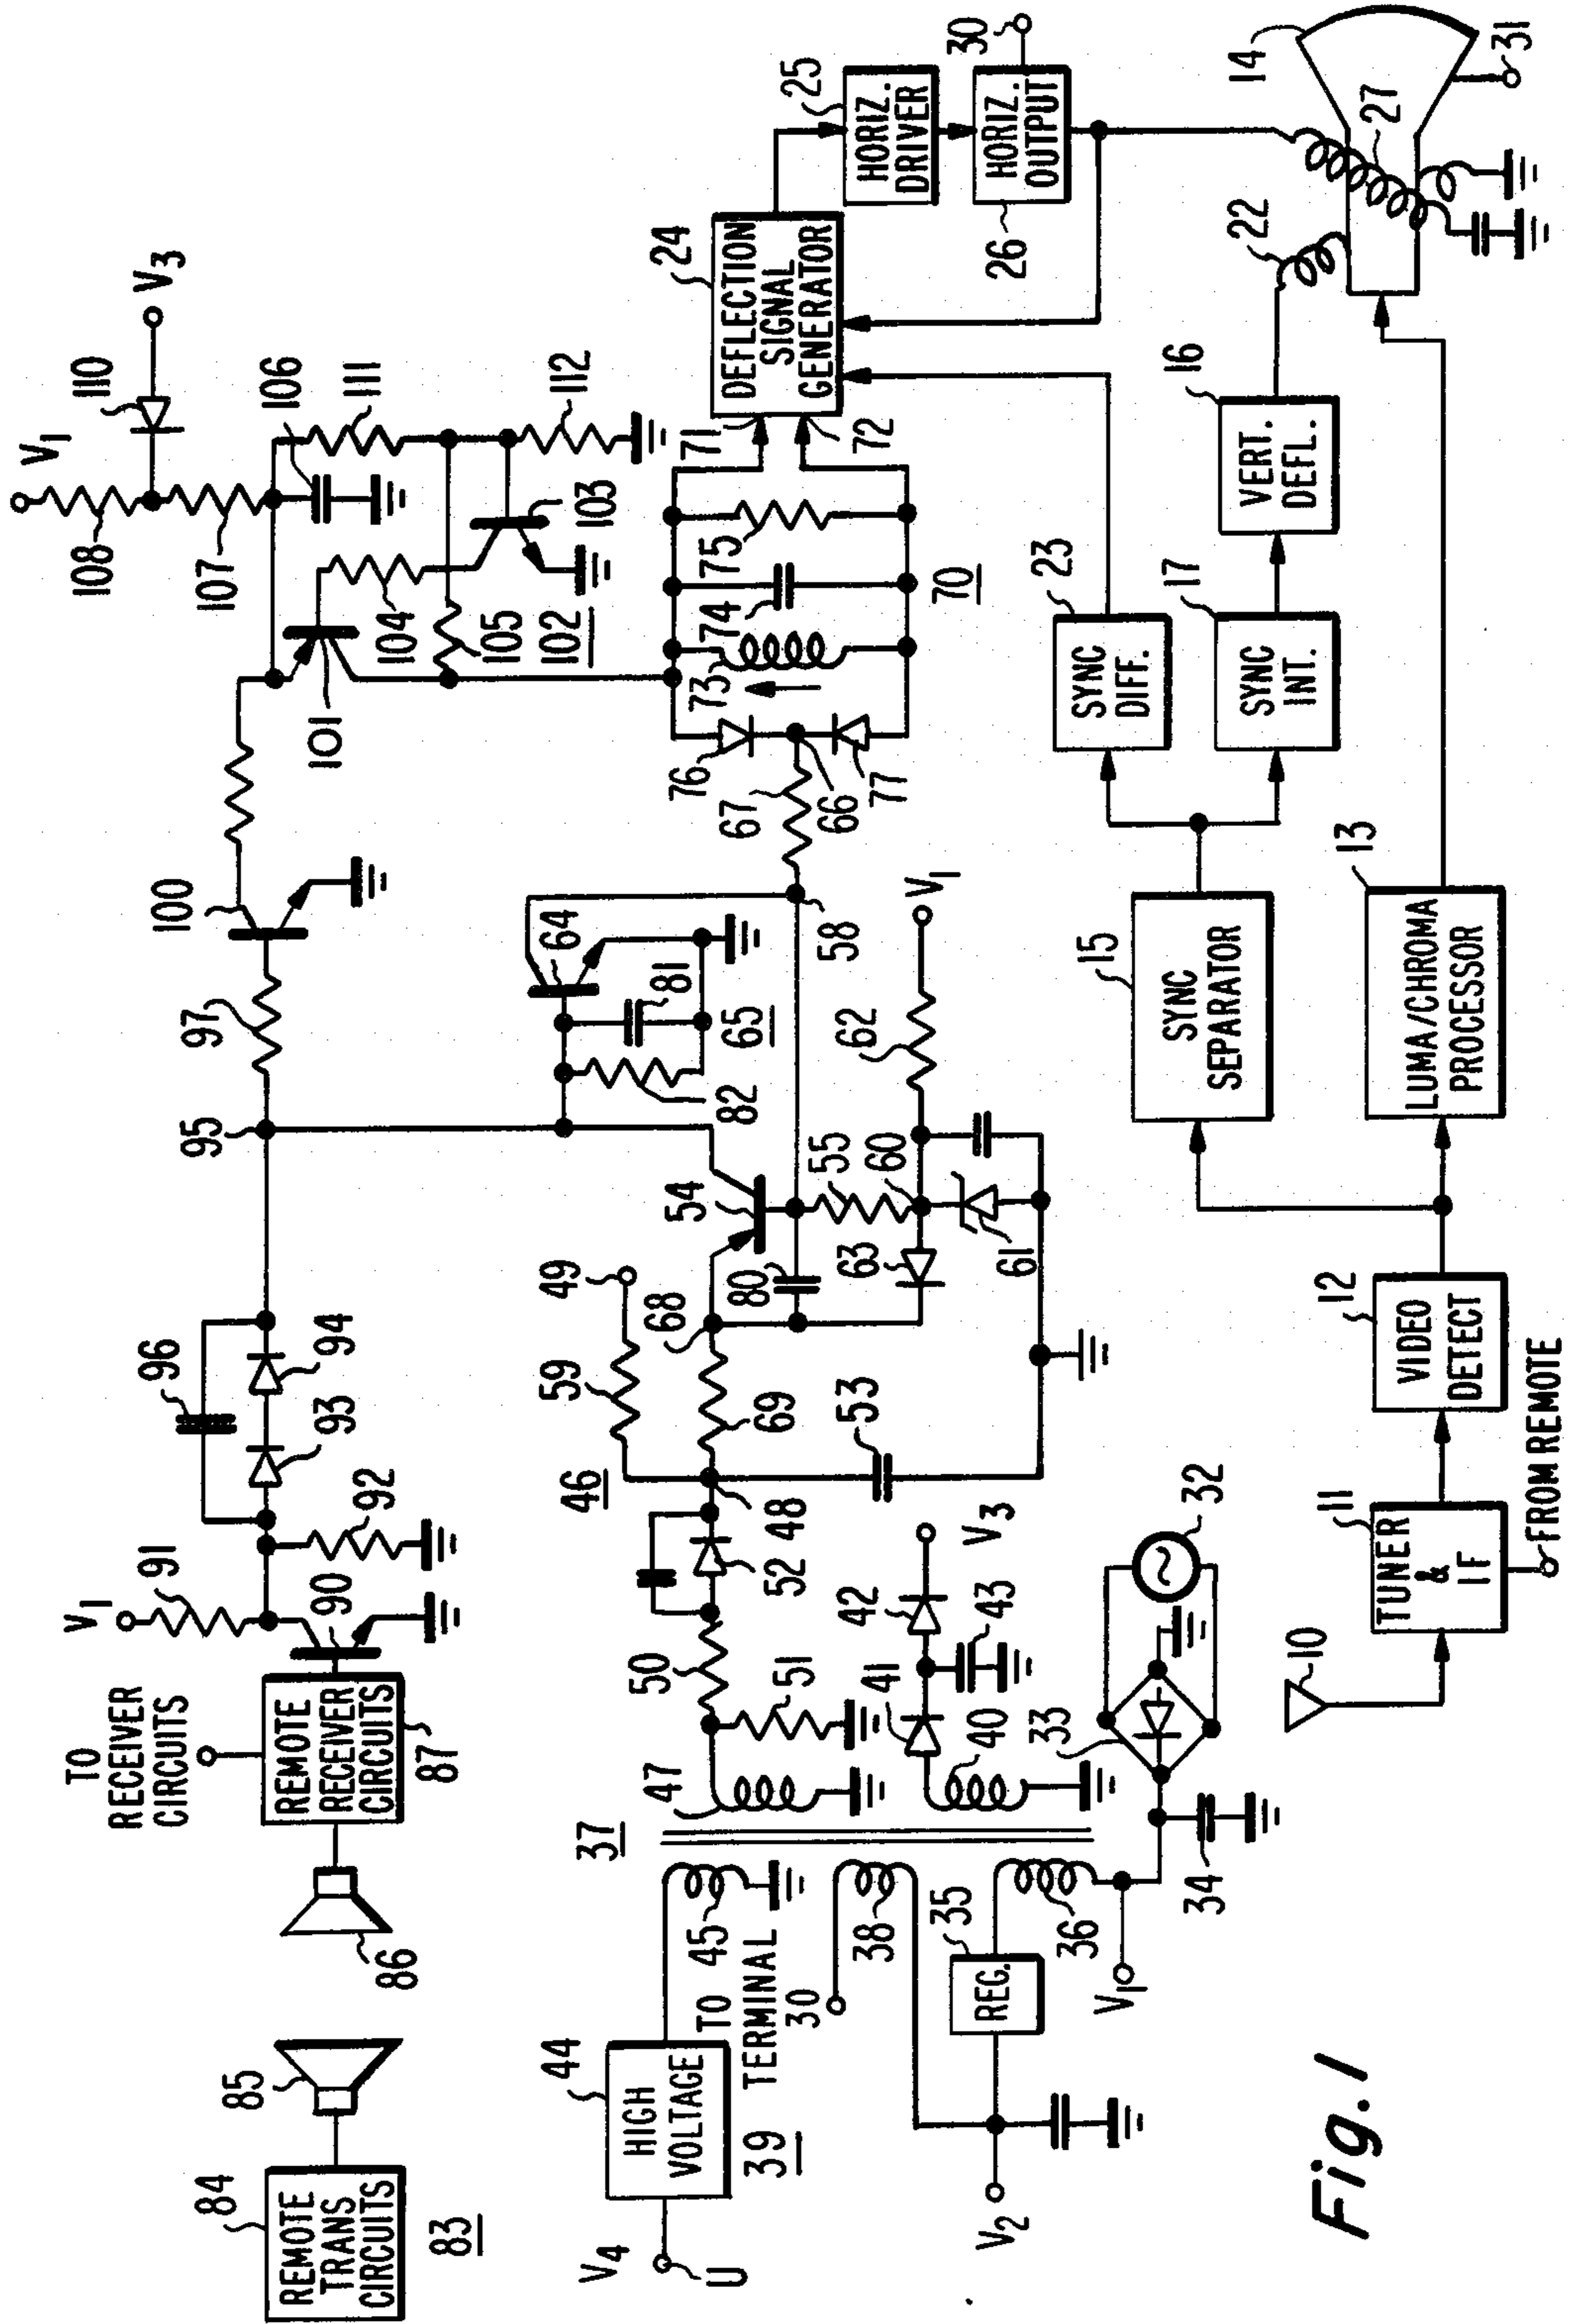 V1
V3
108
107
110
106
111
112
103
104
105
102
101
100
97
95
96
94
93
92
V1
91
90
TO
RECEIVER
CIRCUITS
REMOTE
RECEIVER
CIRCUITS
87
86
85
84
REMOTE
TRANS
CIRCUITS
83
24
DEFLECTION
SIGNAL
GENERATOR
25
HORIZ.
DRIVER
HORIZ.
OUTPUT
30
26
71
72
75
74
73
70
76
77
67
66
58
64
81
65
82
54
55
60
62
V1
63
61
80
68
49
59
69
46
53
48
52
50
51
47
37
42
V3
43
41
40
33
32
34
44
HIGH
VOLTAGE
V4
U
39
45
TO
TERMINAL
30
38
35
REG.
36
V1
V2
14
31
27
22
16
VERT.
DEFL.
17
SYNC
INT.
23
SYNC
DIFF.
15
SYNC
SEPARATOR
13
LUMA/CHROMA
PROCESSOR
12
VIDEO
DETECT
11
TUNER
&
IF
FROM REMOTE
10
Fig. 1